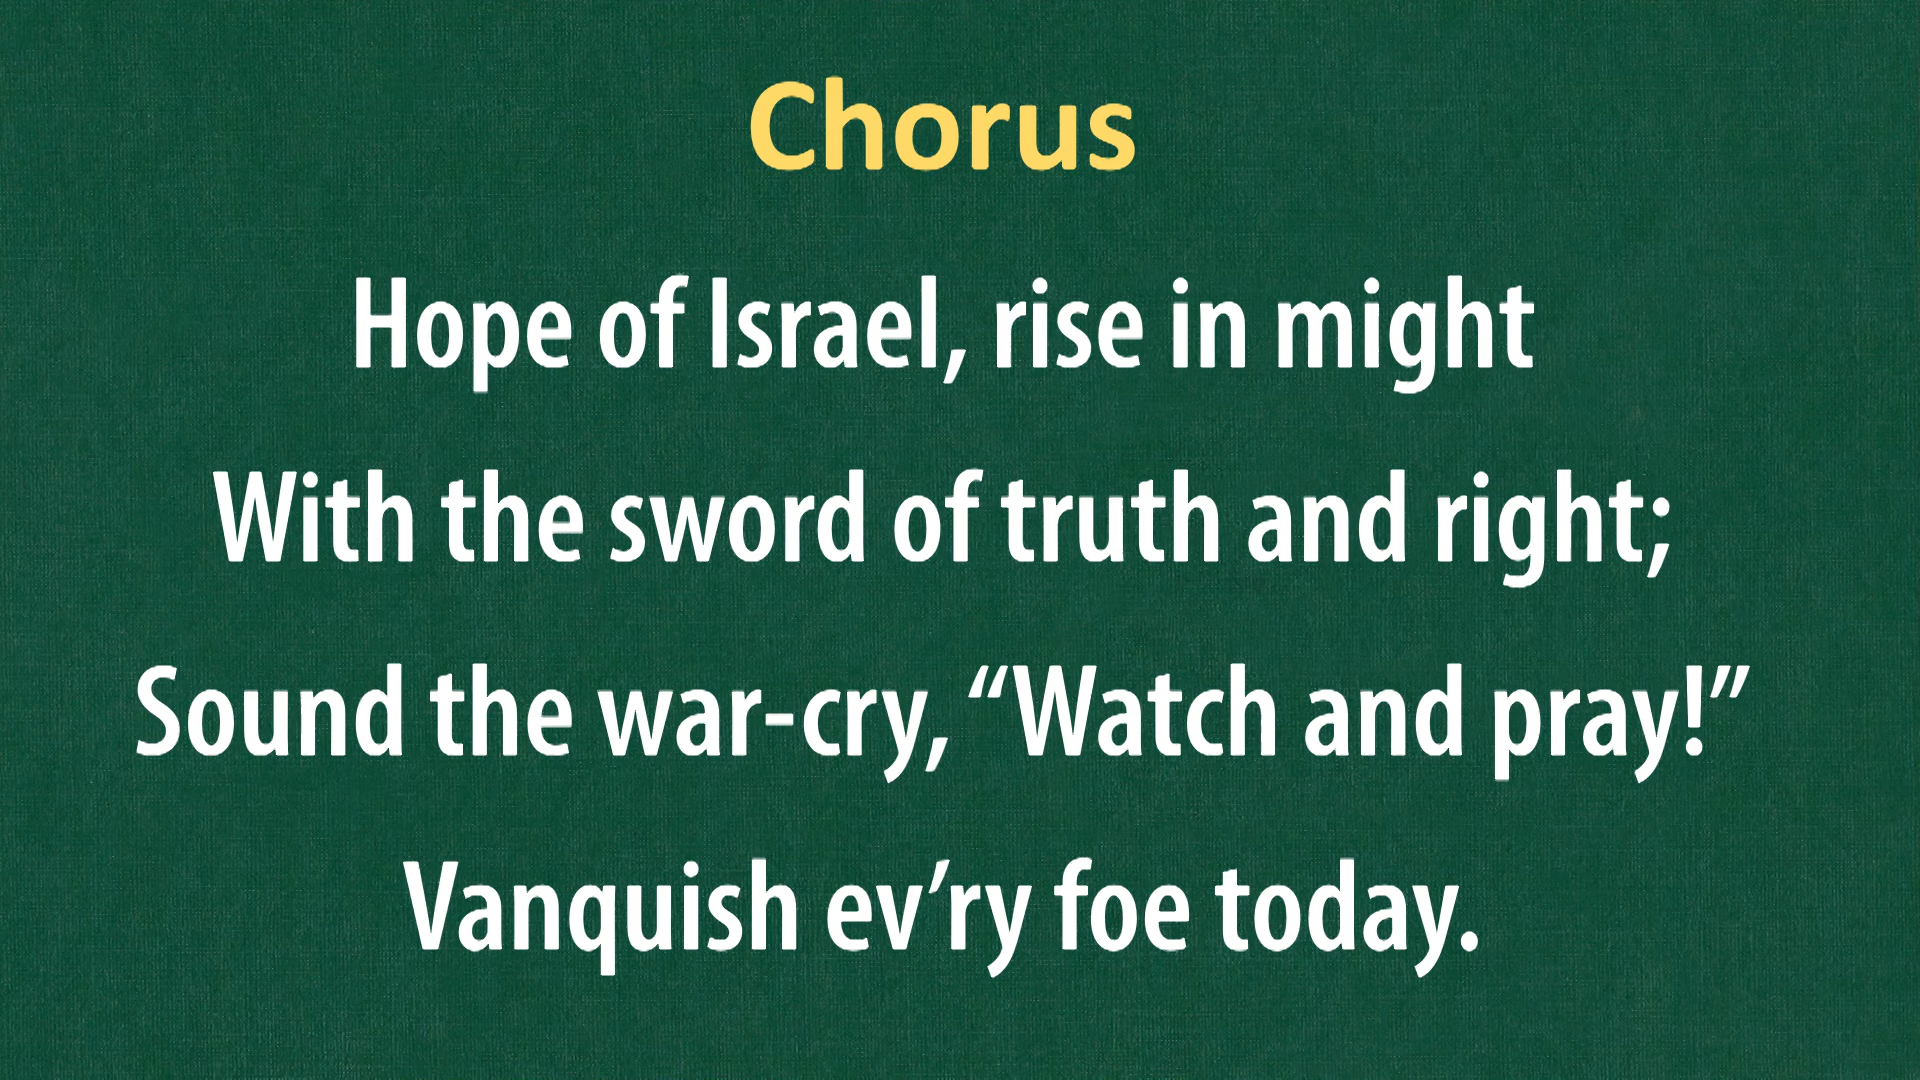 Chorus
Hope of Israel, rise in might
With the sword of truth and right;
Sound the war-cry, “Watch and pray!”
Vanquish ev’ry foe today.